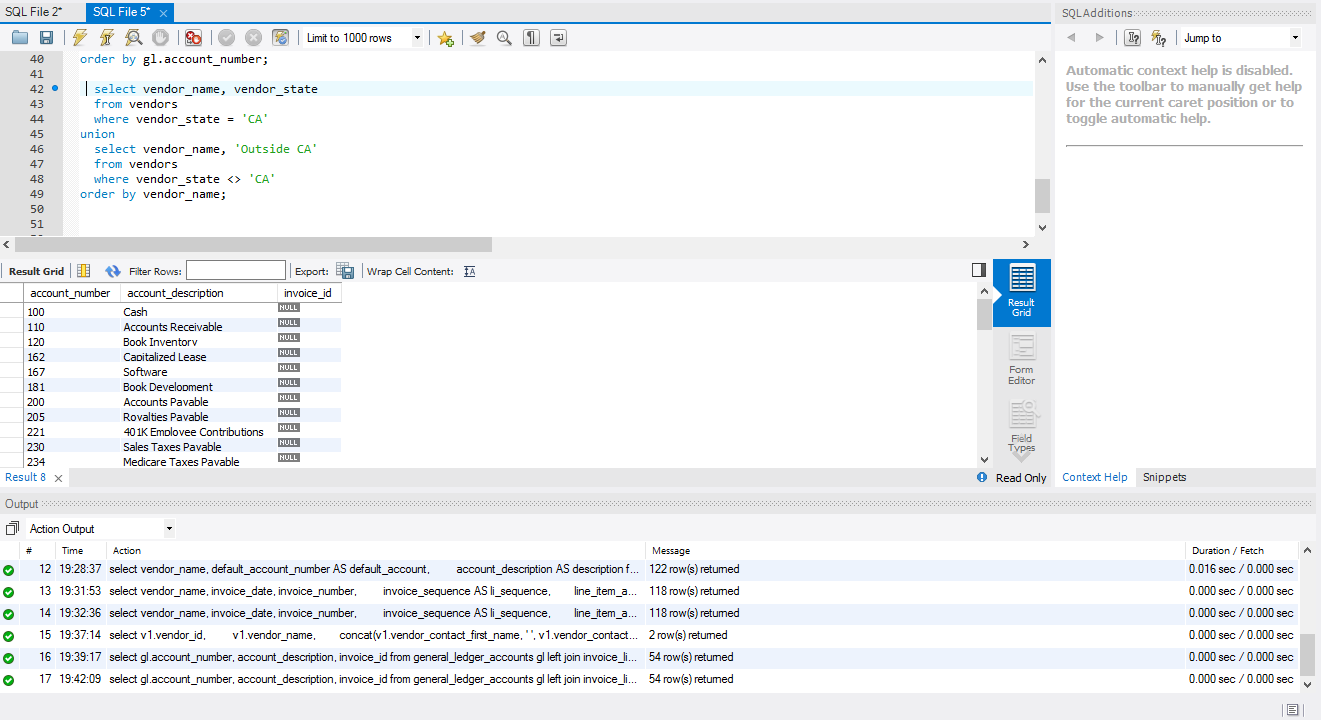 SQL File 2*
SQL File 5*
Limit to 1000 rows
40 order by gl.account_number;
41
42 select vendor_name, vendor_state
43 from vendors
44 where vendor_state = 'CA'
45 union
46 select vendor_name, 'Outside CA'
47 from vendors
48 where vendor_state <> 'CA'
49 order by vendor_name;
50
51
SQLAdditions
Jump to
Automatic context help is disabled.
Use the toolbar to manually get help
for the current caret position or to
toggle automatic help.
Result Grid Filter Rows: Export: Wrap Cell Content:
account_number account_description invoice_id
100 Cash NULL
110 Accounts Receivable NULL
120 Book Inventory NULL
162 Capitalized Lease NULL
167 Software NULL
181 Book Development NULL
200 Accounts Payable NULL
205 Royalties Payable NULL
221 401K Employee Contributions NULL
230 Sales Taxes Payable NULL
234 Medicare Taxes Payable NULL
Result
Grid
Form
Editor
Field
Types
Result 8
Read Only
Context Help Snippets
Output
Action Output
# Time Action Message Duration / Fetch
12 19:28:37 select vendor_name, default_account_number AS default_account, account_description AS description f... 122 row(s) returned 0.016 sec / 0.000 sec
13 19:31:53 select vendor_name, invoice_date, invoice_number, invoice_sequence AS li_sequence, line_item_a... 118 row(s) returned 0.000 sec / 0.000 sec
14 19:32:36 select vendor_name, invoice_date, invoice_number, invoice_sequence AS li_sequence, line_item_a... 118 row(s) returned 0.000 sec / 0.000 sec
15 19:37:14 select v1.vendor_id, v1.vendor_name, concat(v1.vendor_contact_first_name, ' ', v1.vendor_contact... 2 row(s) returned 0.000 sec / 0.000 sec
16 19:39:17 select gl.account_number, account_description, invoice_id from general_ledger_accounts gl left join invoice_li... 54 row(s) returned 0.000 sec / 0.000 sec
17 19:42:09 select gl.account_number, account_description, invoice_id from general_ledger_accounts gl left join invoice_li... 54 row(s) returned 0.000 sec / 0.000 sec